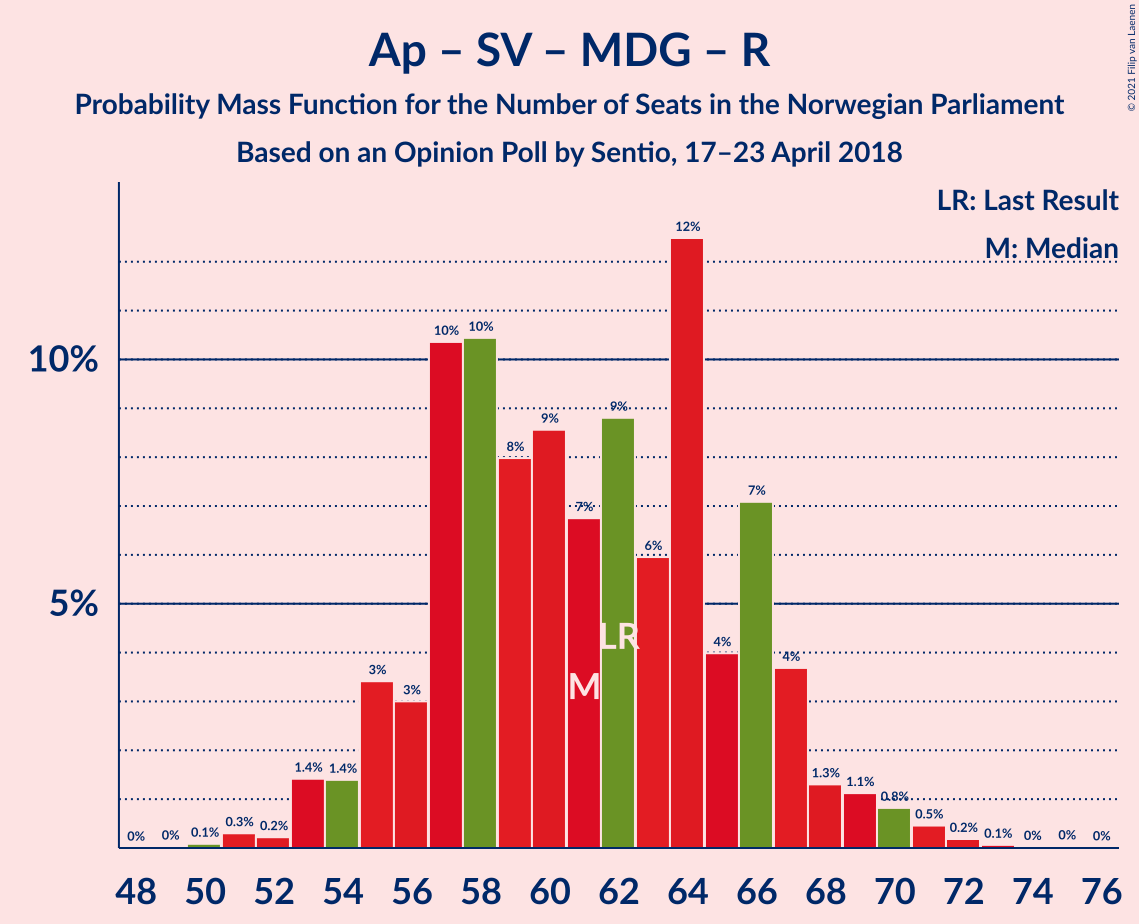 © 2021 Filip van Laenen
Ap – SV – MDG – R
Probability Mass Function for the Number of Seats in the Norwegian Parliament
Based on an Opinion Poll by Sentio, 17–23 April 2018
LR: Last Result
M: Median
10%
5%
0% 0% 0.1% 0.3% 0.2% 1.4% 1.4% 3% 3% 10% 10% 8% 9% 7% 9% 6% 12% 4% 7% 4% 1.3% 1.1% 0.8% 0.5% 0.2% 0.1% 0% 0% 0%
LR
M
48 50 52 54 56 58 60 62 64 66 68 70 72 74 76